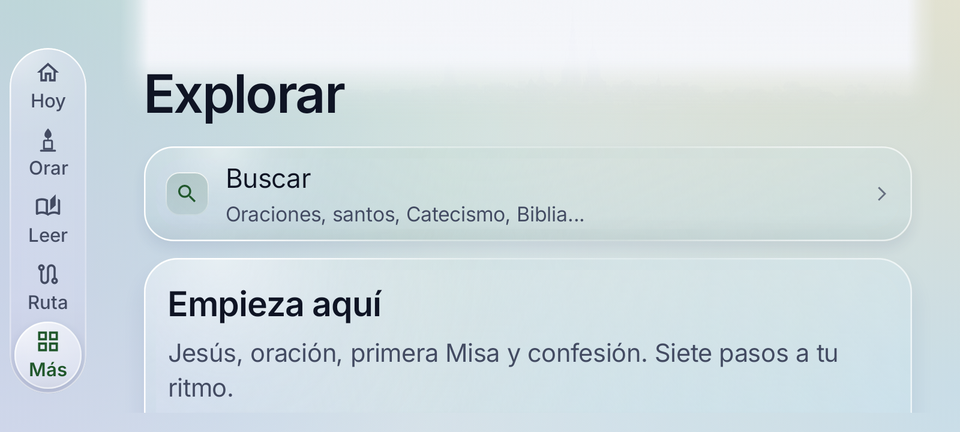 Hoy
Orar
Leer
Ruta
Más
Explorar
Buscar
Oraciones, santos, Catecismo, Biblia...
Empieza aquí
Jesús, oración, primera Misa y confesión. Siete pasos a tu
ritmo.